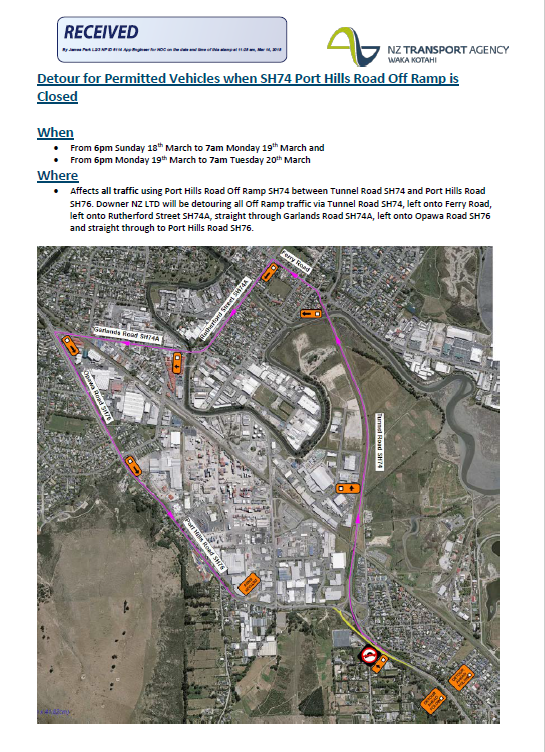 RECEIVED
NZ TRANSPORT AGENCY
WAKA KOTAHI
Detour for Permitted Vehicles when SH74 Port Hills Road Off Ramp is
Closed
When
• From 6pm Sunday 18th March to 7am Monday 19th March and
• From 6pm Monday 19th March to 7am Tuesday 20th March
Where
• Affects all traffic using Port Hills Road Off Ramp SH74 between Tunnel Road SH74 and Port Hills Road
SH76. Downer NZ LTD will be detouring all Off Ramp traffic via Tunnel Road SH74, left onto Ferry Road,
left onto Rutherford Street SH74A, straight through Garlands Road SH74A, left onto Opawa Road SH76
and straight through to Port Hills Road SH76.
Ferry Road
Rutherford Street SH74A
Garlands Road SH74A
Opawa Road SH76
Tunnel Road SH74
Port Hills Road SH76